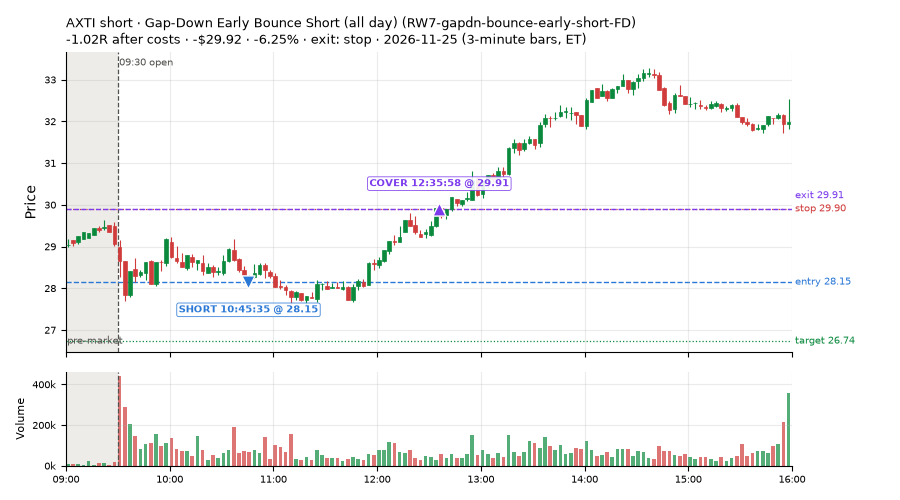 AXTI short · Gap-Down Early Bounce Short (all day) (RW7-gapdn-bounce-early-short-FD)
-1.02R after costs · -$29.92 · -6.25% · exit: stop · 2026-11-25 (3-minute bars, ET)
09:30 open
33
32
31
30
29
28
27
Price
COVER 12:35:58 @ 29.91
SHORT 10:45:35 @ 28.15
exit 29.91
stop 29.90
entry 28.15
target 26.74
pre-market
400k
200k
0k
Volume
09:00 10:00 11:00 12:00 13:00 14:00 15:00 16:00